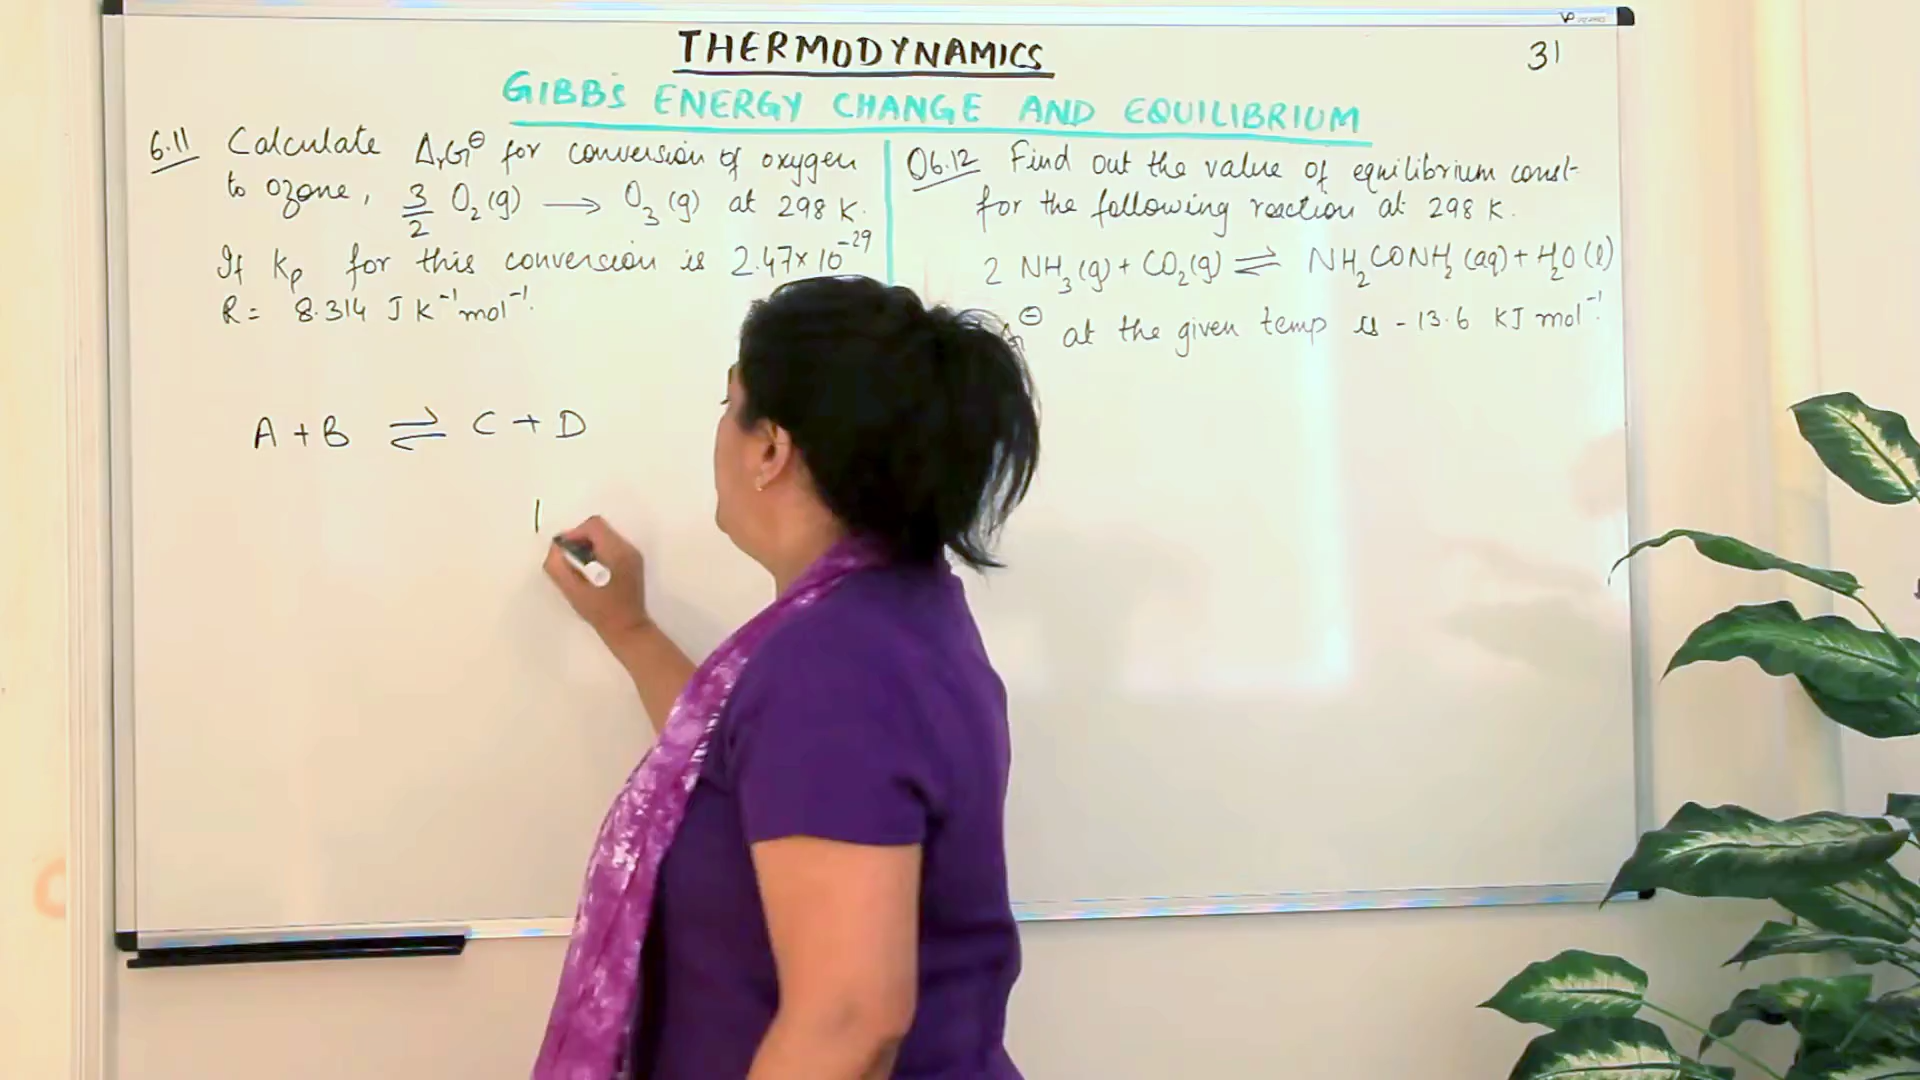 THERMODYNAMICS
31
GIBB'S ENERGY CHANGE AND EQUILIBRIUM
6.11 Calculate ΔrG⊖ for conversion of oxygen
to ozone, 3/2 O₂(g) ⟶ O₃(g) at 298 K.
If Kp for this conversion is 2.47×10⁻²⁹
R = 8.314 J K⁻¹ mol⁻¹.
A + B ⇌ C + D
Q6.12 Find out the value of equilibrium const-
for the following reaction at 298 K.
2 NH₃(g) + CO₂(g) ⇌ NH₂CONH₂(aq) + H₂O(l)
G⊖ at the given temp is -13.6 KJ mol⁻¹.